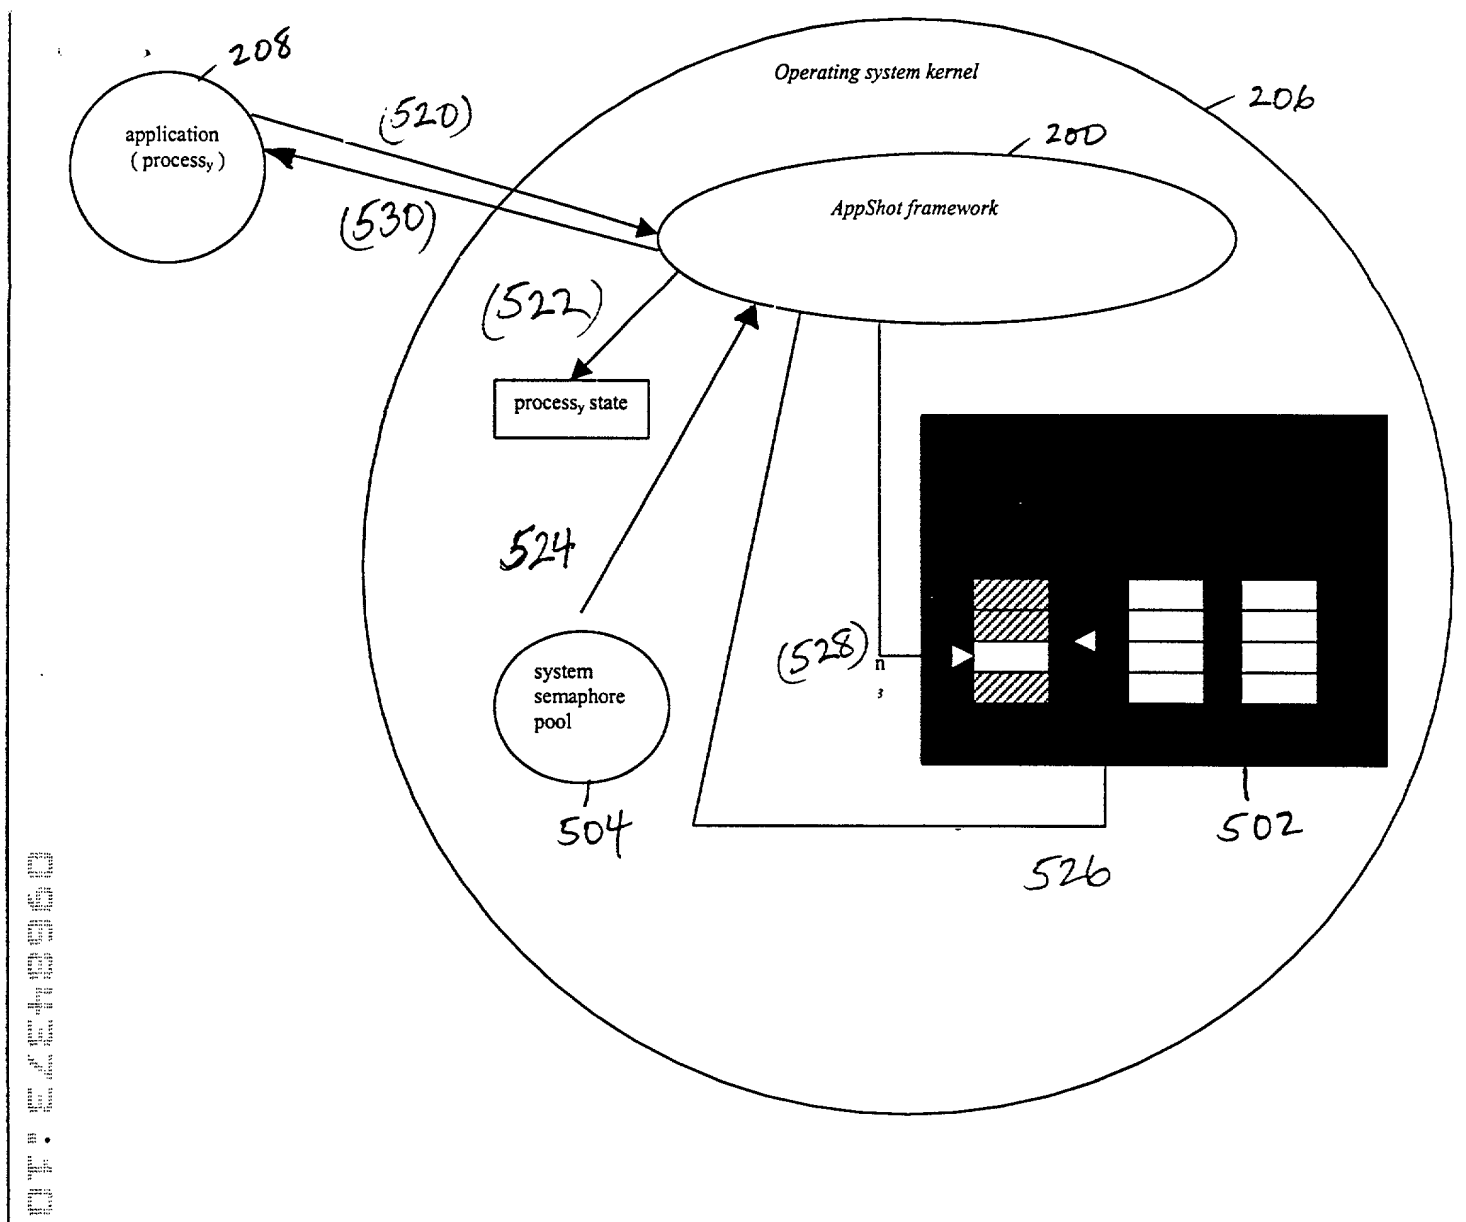 208
Operating system kernel
206
application
( processy )
(520)
200
(530)
AppShot framework
(522)
processy state
524
system
semaphore
pool
(528)
n
3
504
502
526